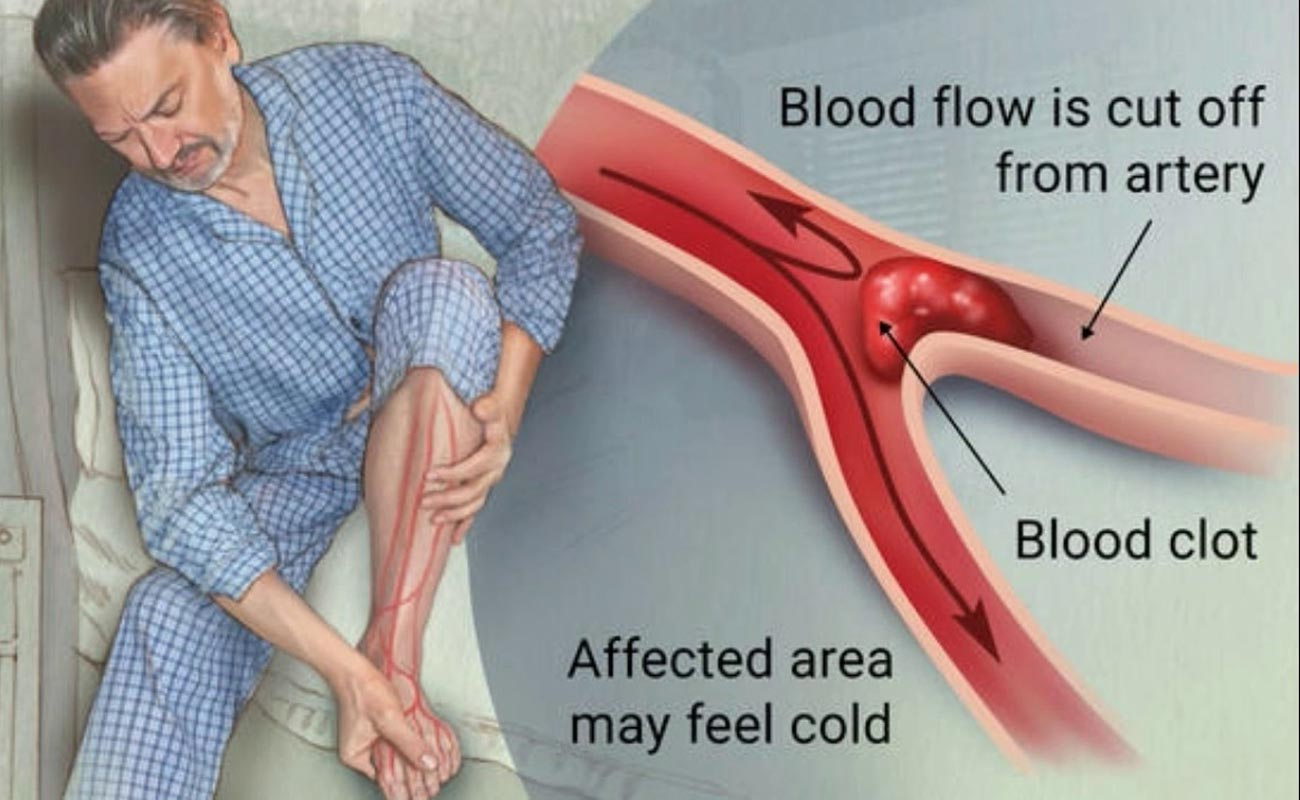 Blood flow is cut off
from artery
Blood clot
Affected area
may feel cold